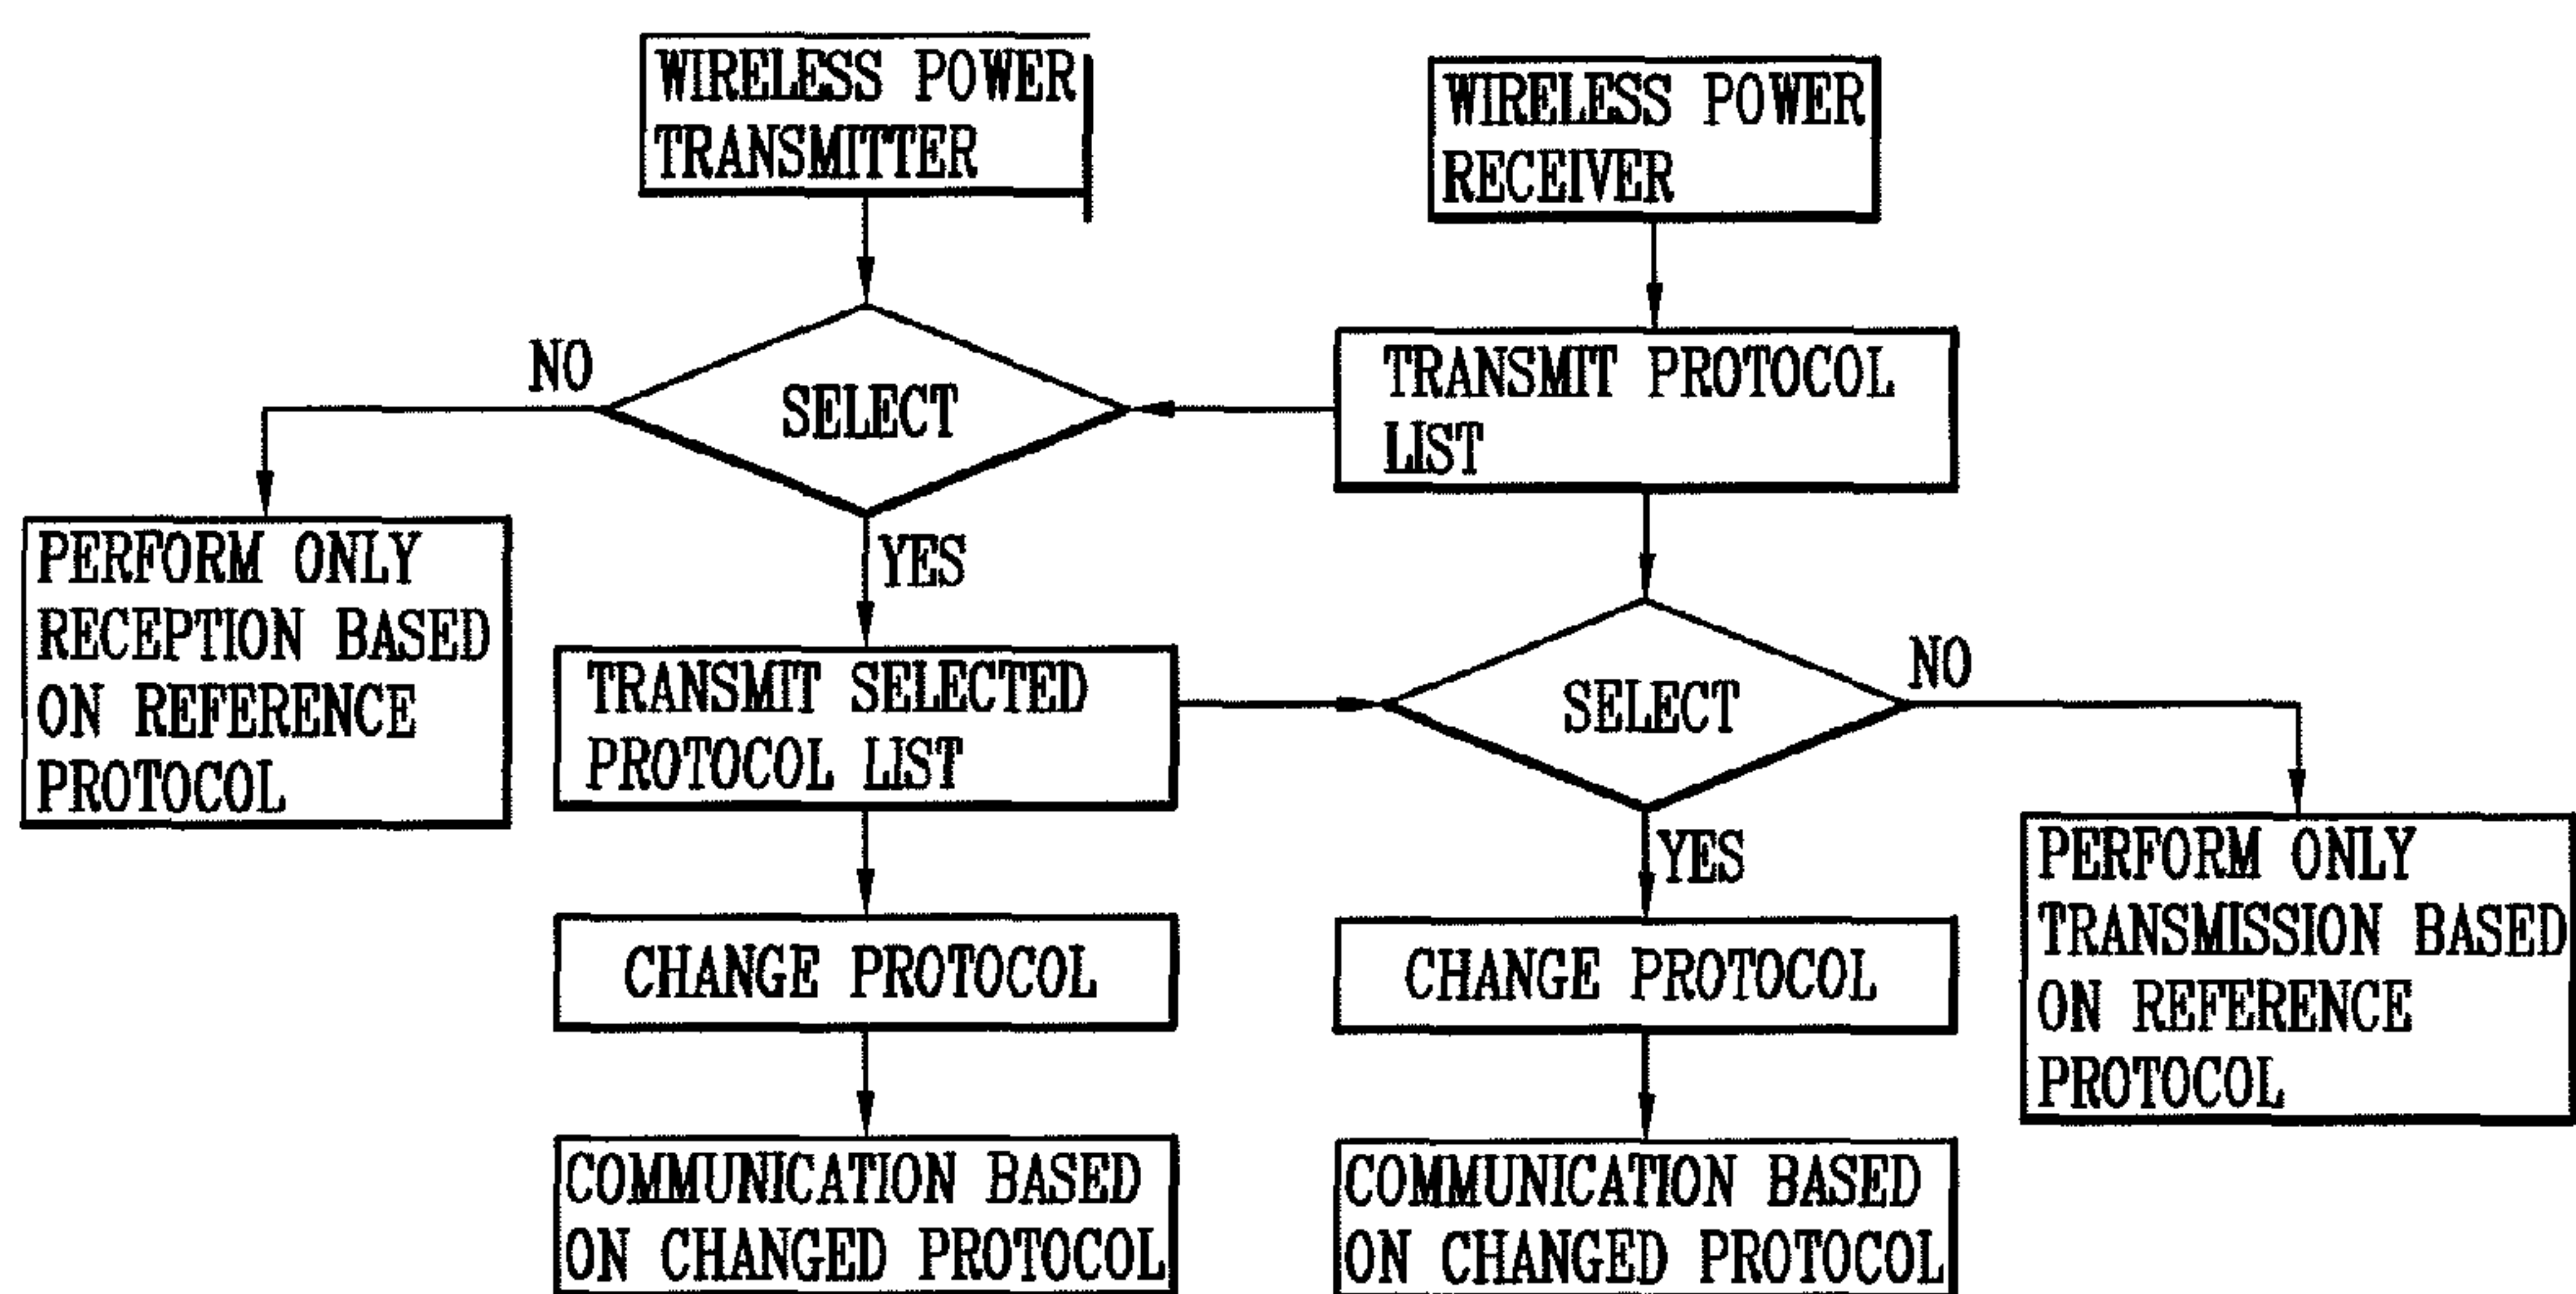 WIRELESS POWER
TRANSMITTER
WIRELESS POWER
RECEIVER
NO
SELECT
TRANSMIT PROTOCOL
LIST
PERFORM ONLY
RECEPTION BASED
ON REFERENCE
PROTOCOL
YES
TRANSMIT SELECTED
PROTOCOL LIST
SELECT
NO
YES
PERFORM ONLY
TRANSMISSION BASED
ON REFERENCE
PROTOCOL
CHANGE PROTOCOL
CHANGE PROTOCOL
COMMUNICATION BASED
ON CHANGED PROTOCOL
COMMUNICATION BASED
ON CHANGED PROTOCOL